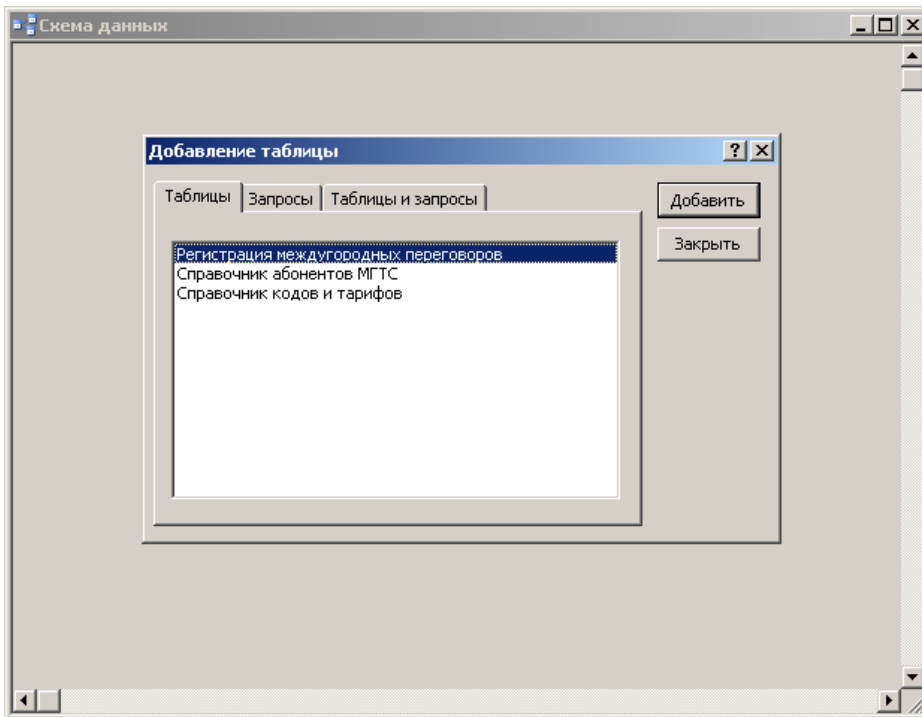 Схема данных
Добавление таблицы
Таблицы Запросы Таблицы и запросы
Добавить
Закрыть
Регистрация междугородных переговоров
Справочник абонентов МГТС
Справочник кодов и тарифов